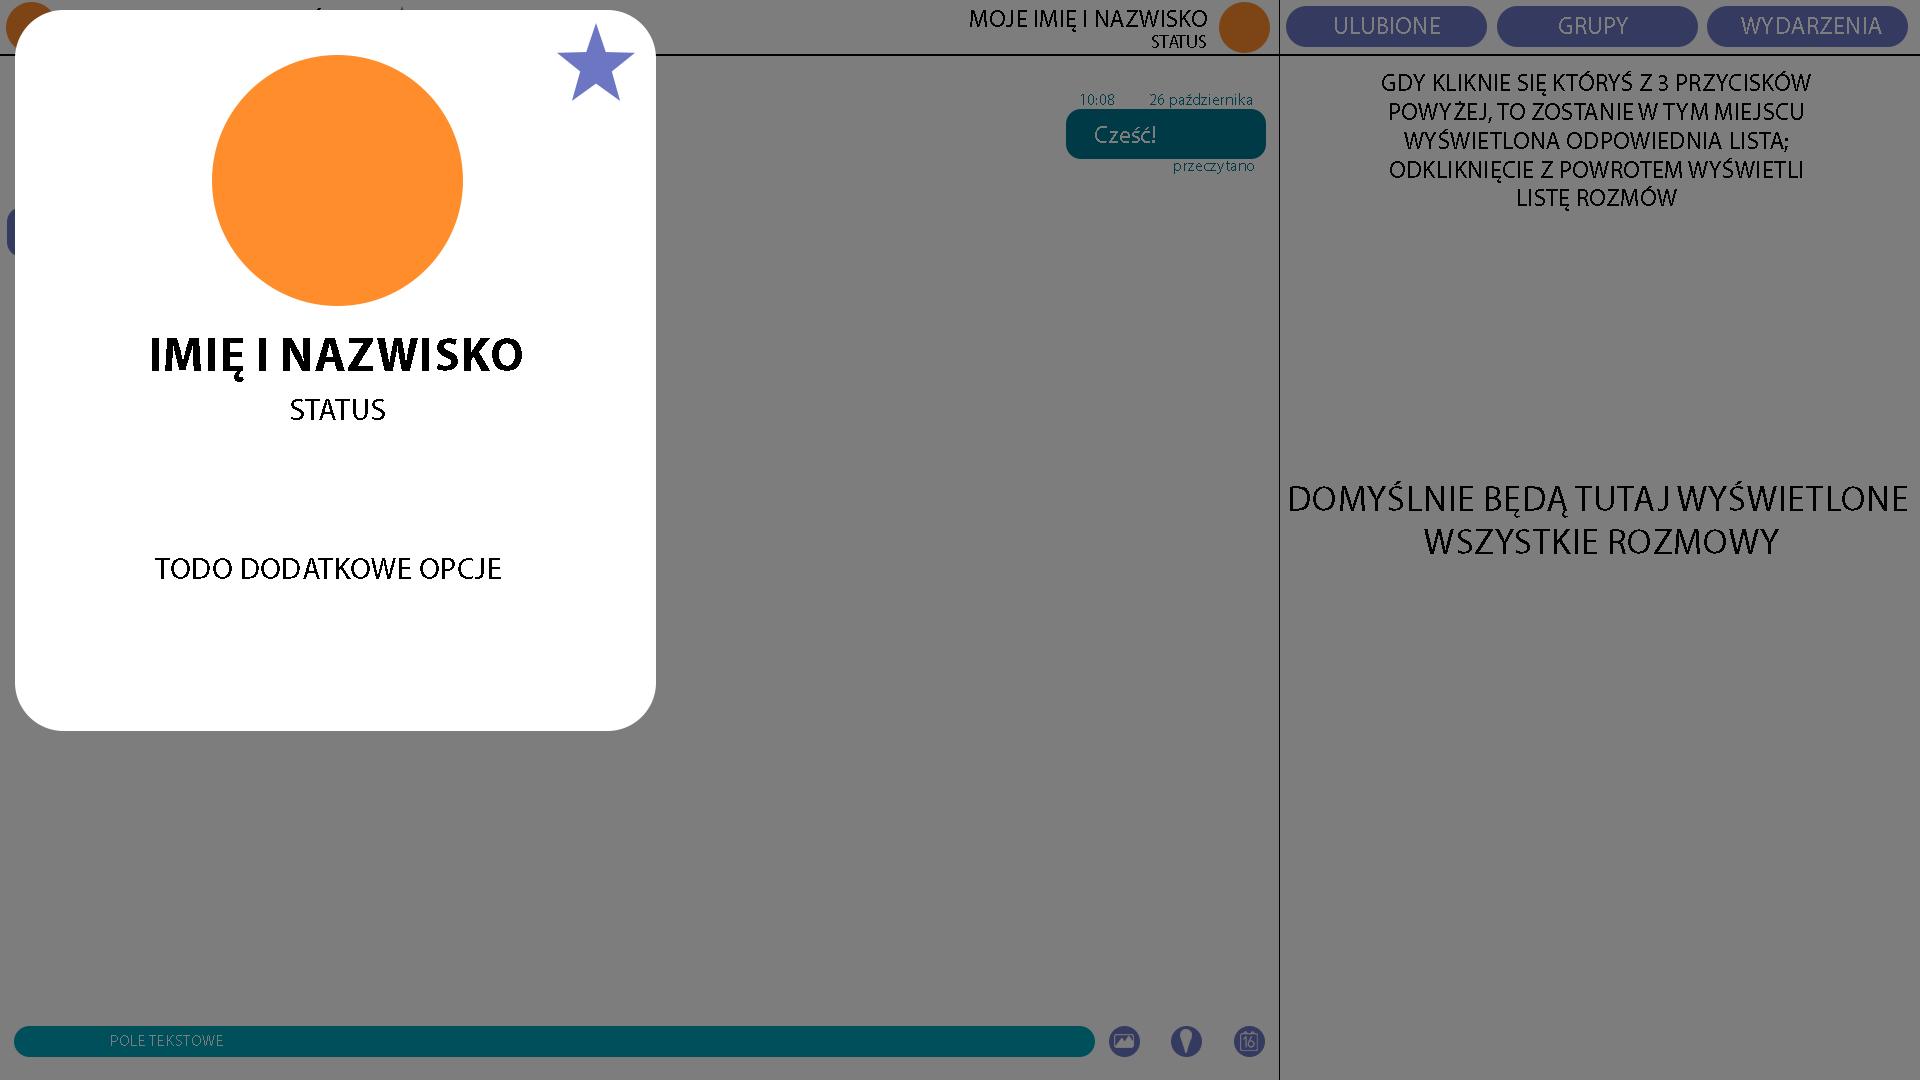 IMIĘ I NAZWISKO
STATUS
TODO DODATKOWE OPCJE
MOJE IMIĘ I NAZWISKO
STATUS
10:08 26 października
Cześć!
przeczytano
POLE TEKSTOWE
16
ULUBIONE
GRUPY
WYDARZENIA
GDY KLIKNIE SIĘ KTÓRYŚ Z 3 PRZYCISKÓW
POWYŻEJ, TO ZOSTANIE W TYM MIEJSCU
WYŚWIETLONA ODPOWIEDNIA LISTA;
ODKLIKNIĘCIE Z POWROTEM WYŚWIETLI
LISTĘ ROZMÓW
DOMYŚLNIE BĘDĄ TUTAJ WYŚWIETLONE
WSZYSTKIE ROZMOWY